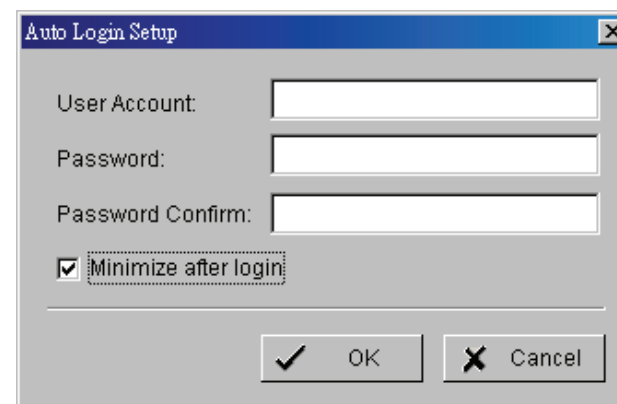 Auto Login Setup
User Account:
Password:
Password Confirm:
Minimize after login
OK
Cancel